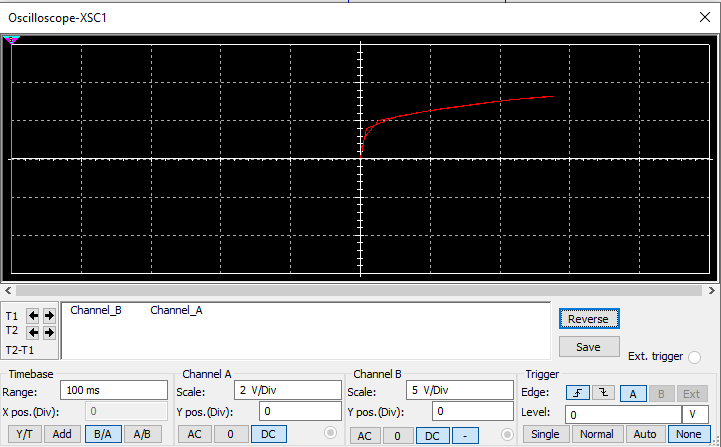 Oscilloscope-XSC1
T1
T2
T2-T1
Channel_B Channel_A
Reverse
Save
Ext. trigger
Timebase
Range: 100 ms
X pos.(Div): 0
Y/T Add B/A A/B
Channel A
Scale: 2 V/Div
Y pos.(Div): 0
AC 0 DC
Channel B
Scale: 5 V/Div
Y pos.(Div): 0
AC 0 DC -
Trigger
Edge: A B Ext
Level: 0 V
Single Normal Auto None